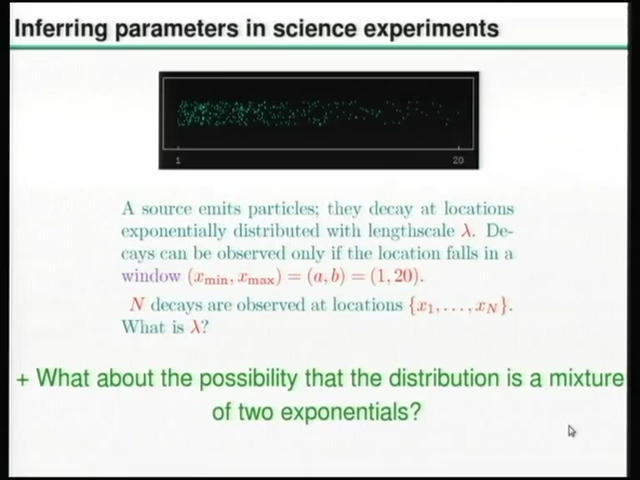 Inferring parameters in science experiments
1 20
A source emits particles; they decay at locations
exponentially distributed with lengthscale λ. De-
cays can be observed only if the location falls in a
window (xmin, xmax) = (a, b) = (1, 20).
N decays are observed at locations {x1, . . . , xN}.
What is λ?
+ What about the possibility that the distribution is a mixture
of two exponentials?